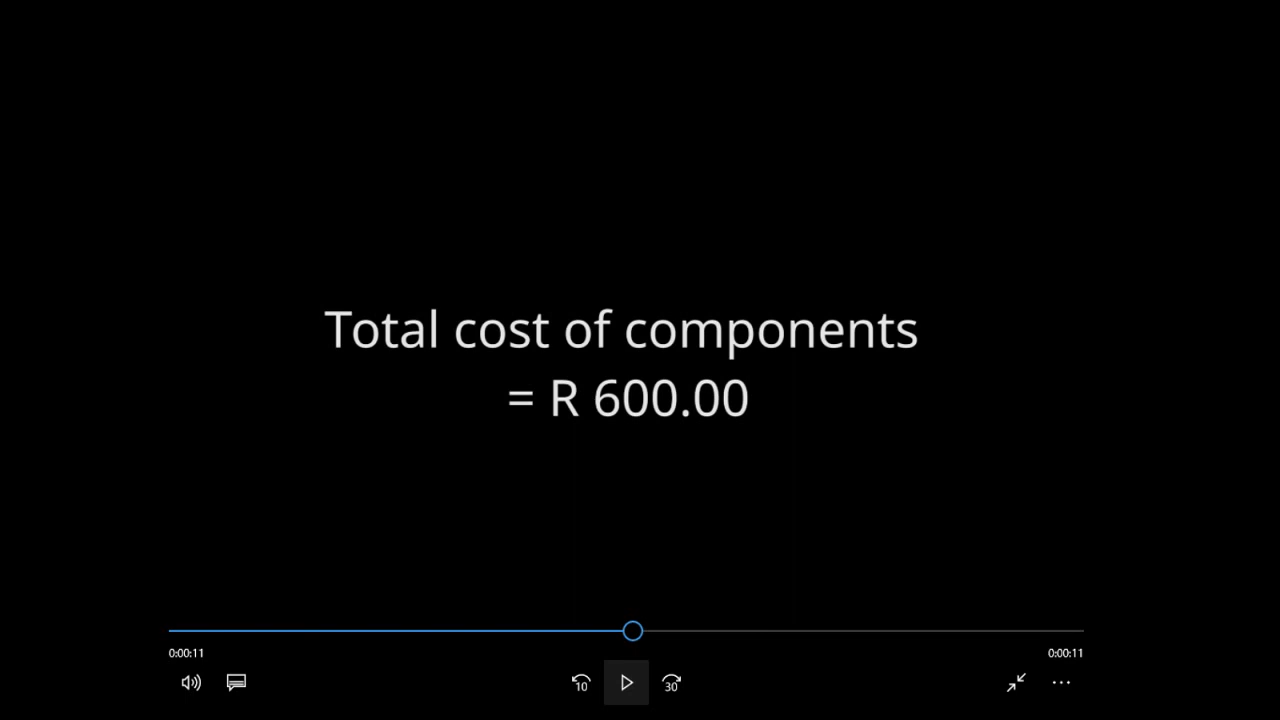 Total cost of components
= R 600.00
0:00:11
0:00:11
10
30